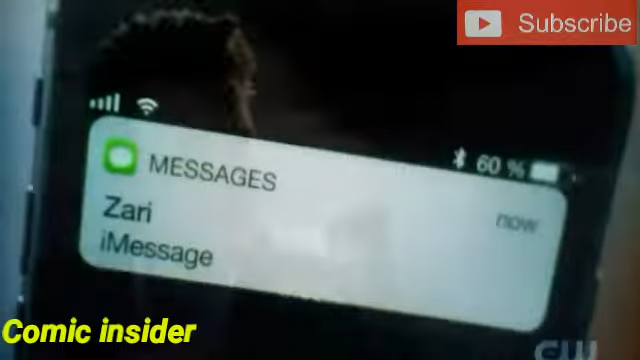 Subscribe
60 %
MESSAGES
now
Zari
iMessage
Comic insider
CW